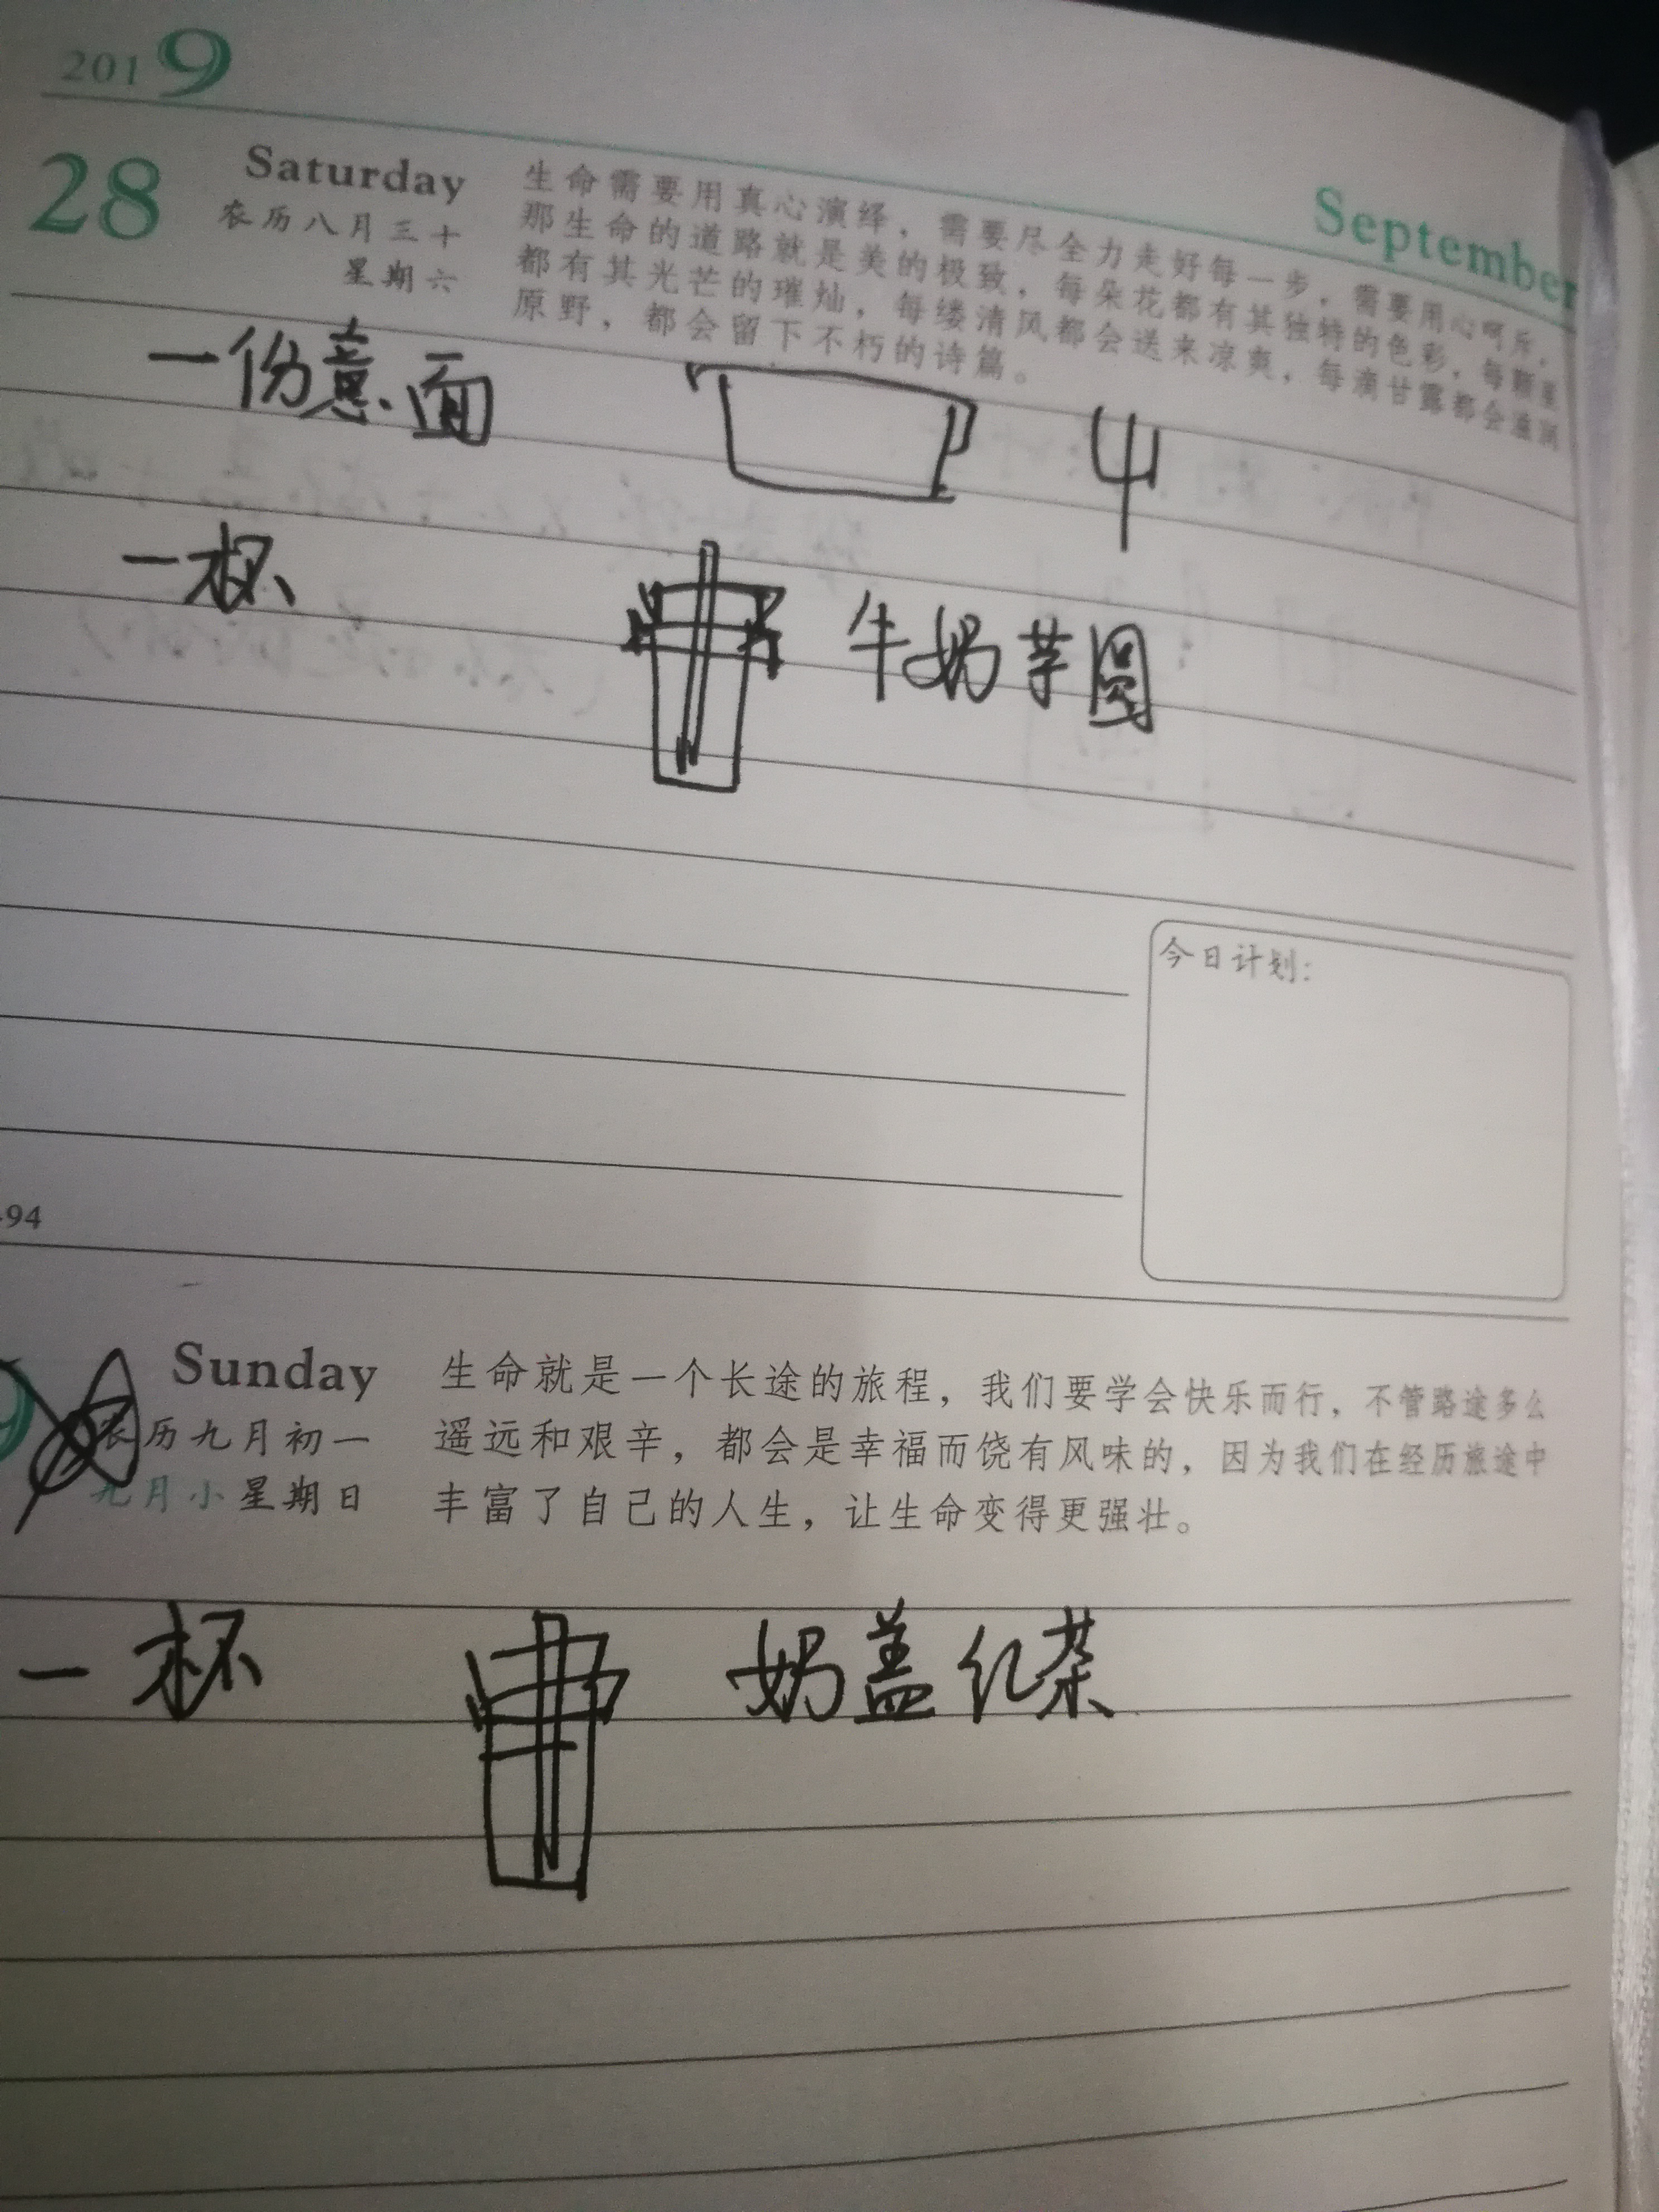 2019
September
28 Saturday
农历八月三十
星期六
生命需要用真心演绎，需要尽全力走好每一步，需要用心呵斥，
那生命的道路就是美的极致，每朵花都有其独特的色彩，每颗星
都有其光芒的璀灿，每缕清风都会送来凉爽，每滴甘露都会滋润
原野，都会留下不朽的诗篇。
一份意面
一杯 牛奶芋圆
今日计划：
94
Sunday
农历九月初一
九月小 星期日
生命就是一个长途的旅程，我们要学会快乐而行，不管路途多么
遥远和艰辛，都会是幸福而饶有风味的，因为我们在经历旅途中
丰富了自己的人生，让生命变得更强壮。
一杯 奶盖红茶